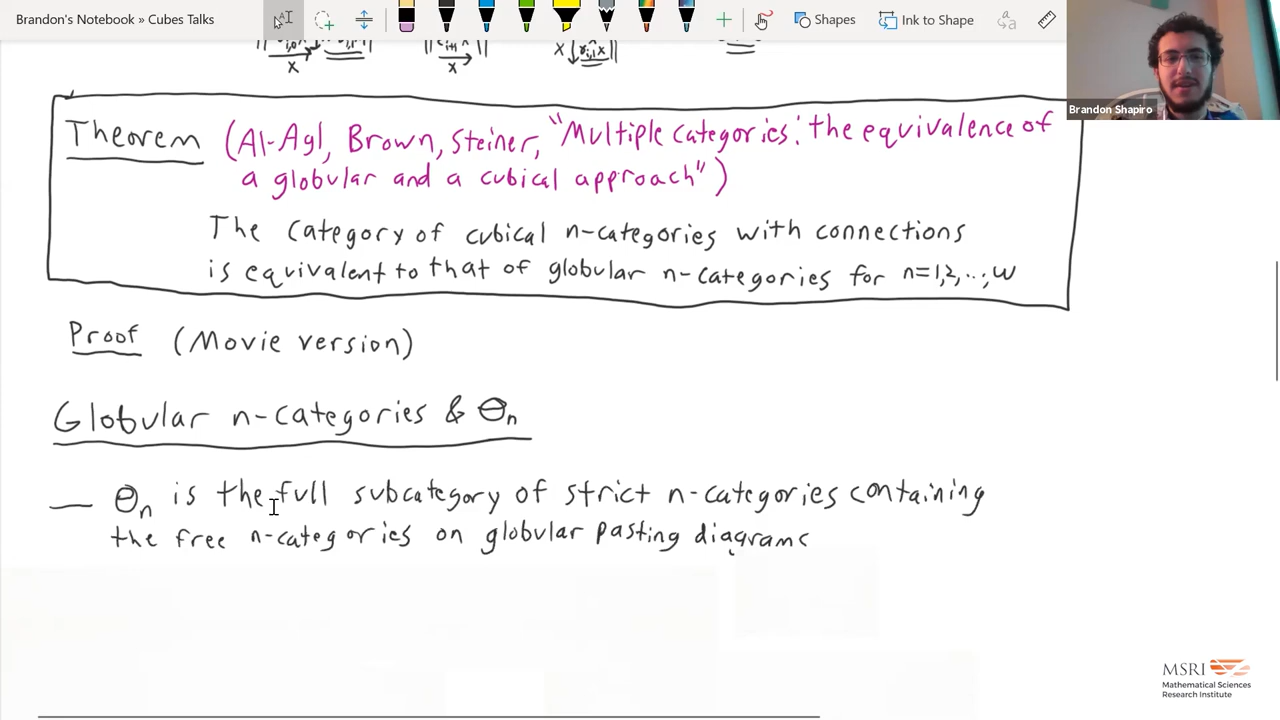 Brandon's Notebook » Cubes Talks
Shapes
Ink to Shape
Brandon Shapiro
x
x
Theorem (Al-Agl, Brown, Steiner, "Multiple categories: the equivalence of
a globular and a cubical approach")
The category of cubical n-categories with connections
is equivalent to that of globular n-categories for n=1,2,...,ω
Proof (Movie version)
Globular n-categories & Θn
— Θn is the full subcategory of strict n-categories containing
the free n-categories on globular pasting diagrams
MSRI
Mathematical Sciences
Research Institute